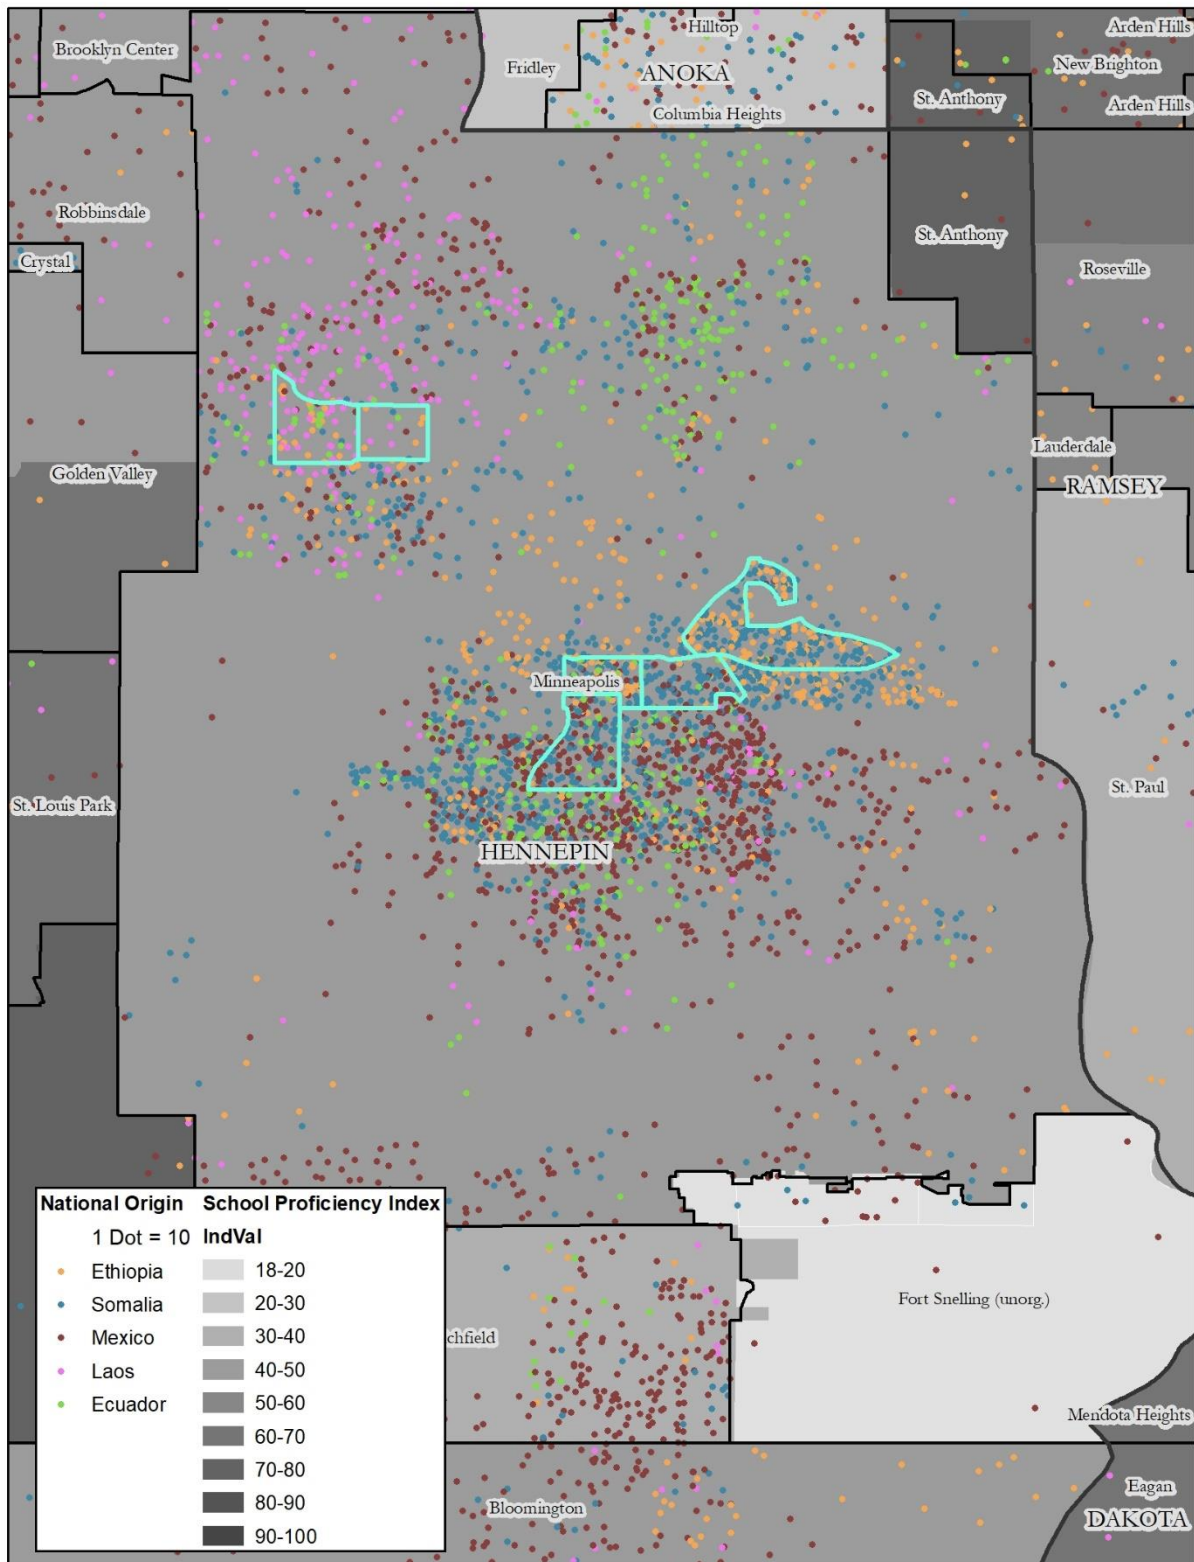 Hilltop
Arden Hills
Brooklyn Center
Fridley
ANOKA
New Brighton
St. Anthony
Arden Hills
Columbia Heights
Robbinsdale
St. Anthony
Crystal
Roseville
Golden Valley
Lauderdale
RAMSEY
Minneapolis
St. Louis Park
St. Paul
HENNEPIN
National Origin School Proficiency Index
1 Dot = 10 IndVal
Ethiopia 18-20
Somalia 20-30
Mexico 30-40
Laos 40-50
Ecuador 50-60
60-70
70-80
80-90
90-100
Fort Snelling (unorg.)
chfield
Mendota Heights
Eagan
Bloomington
DAKOTA